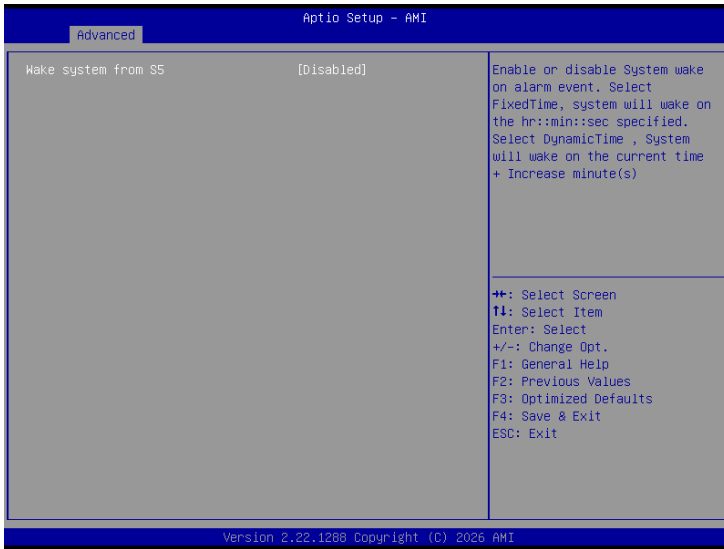 Aptio Setup – AMI
Advanced
Wake system from S5 [Disabled]
Enable or disable System wake
on alarm event. Select
FixedTime, system will wake on
the hr::min::sec specified.
Select DynamicTime , System
will wake on the current time
+ Increase minute(s)
→←: Select Screen
↑↓: Select Item
Enter: Select
+/-: Change Opt.
F1: General Help
F2: Previous Values
F3: Optimized Defaults
F4: Save & Exit
ESC: Exit
Version 2.22.1288 Copyright (C) 2026 AMI